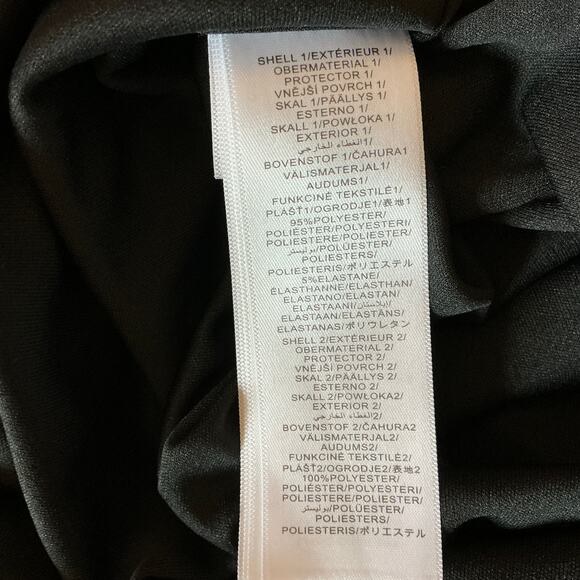 SHELL 1/EXTÉRIEUR 1/
OBERMATERIAL 1/
PROTECTOR 1/
VNĚJŠÍ POVRCH 1/
SKAL 1/PÄÄLLYS 1/
ESTERNO 1/
SKALL 1/POWŁOKA 1/
EXTERIOR 1/
الغطاء الخارجي1/
BOVENSTOF 1/ČAHURA1
VÄLISMATERJAL1/
AUDUMS1/
FUNKCINĖ TEKSTILĖ1/
PLÁŠŤ1/OGRODJE1/表地1
95%POLYESTER/
POLIÉSTER/POLYESTERI/
POLIESTERE/POLIESTER/
بوليستر/POLÜESTER/
POLIESTERS/
POLIESTERIS/ポリエステル
5%ELASTANE/
ÉLASTHANNE/ELASTHAN/
ELASTANO/ELASTAN/
ELASTAANI/إيلاستان/
ELASTAAN/ELASTĀNS/
ELASTANAS/ポリウレタン
SHELL 2/EXTÉRIEUR 2/
OBERMATERIAL 2/
PROTECTOR 2/
VNĚJŠÍ POVRCH 2/
SKAL 2/PÄÄLLYS 2/
ESTERNO 2/
SKALL 2/POWŁOKA 2/
EXTERIOR 2/
الغطاء الخارجي2/
BOVENSTOF 2/ČAHURA2
VÄLISMATERJAL2/
AUDUMS2/
FUNKCINĖ TEKSTILĖ2/
PLÁŠŤ2/OGRODJE2/表地2
100%POLYESTER/
POLIÉSTER/POLYESTERI/
POLIESTERE/POLIESTER/
بوليستر/POLÜESTER/
POLIESTERS/
POLIESTERIS/ポリエステル